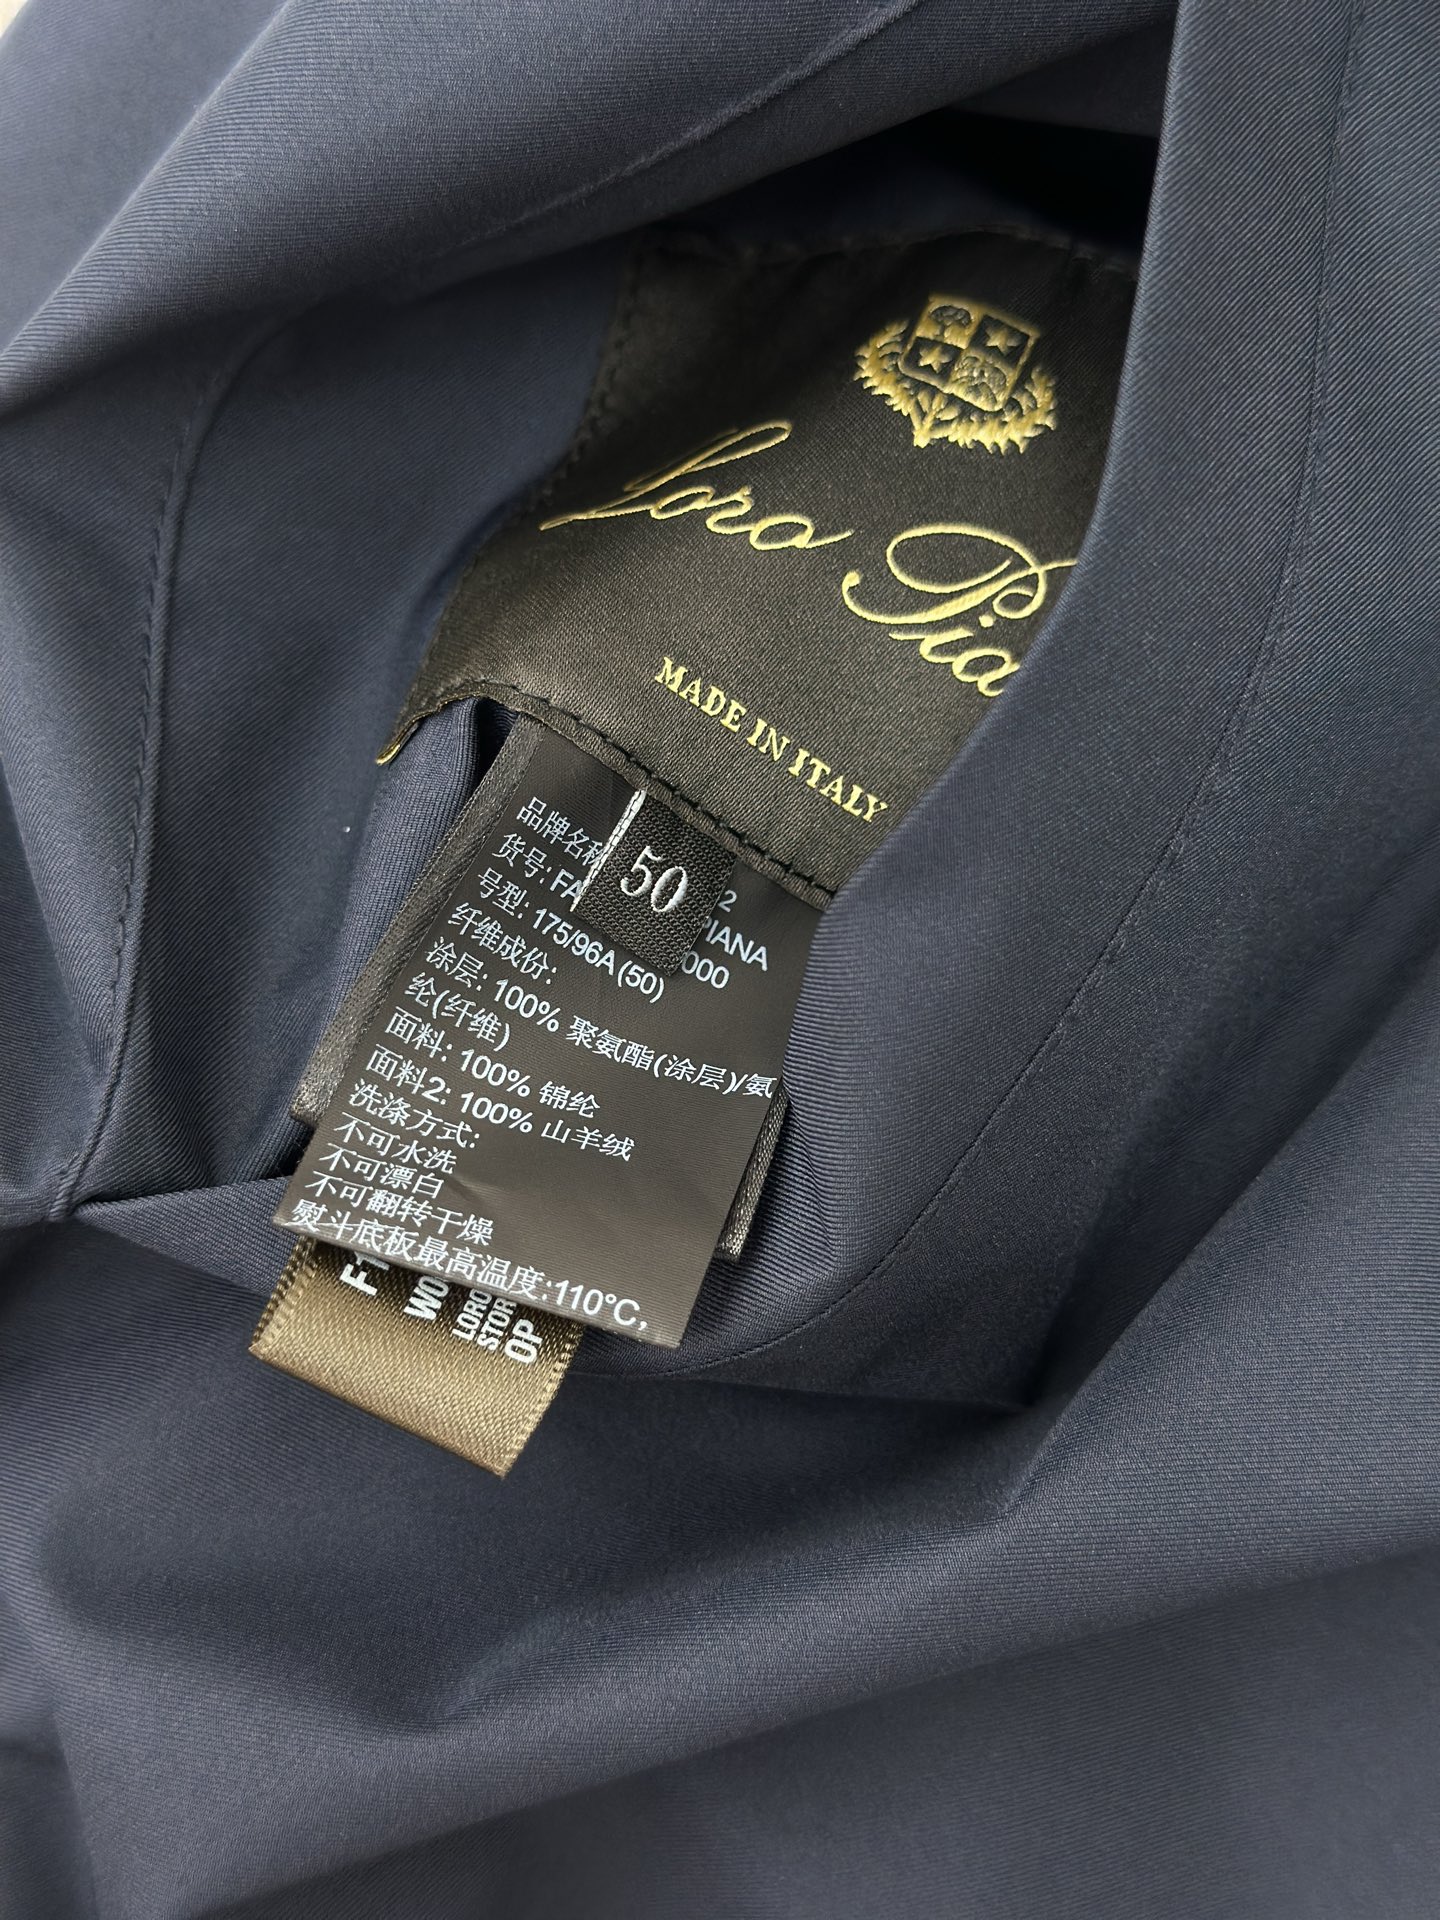 Loro Pia
MADE IN ITALY
50
品牌名称
2
PIANA
货号: FA
000
号型: 175/96A(50)
纤维成份:
涂层: 100% 聚氨酯(涂层)/氨
纶(纤维)
面料: 100% 锦纶
面料2: 100% 山羊绒
洗涤方式:
不可水洗
不可漂白
不可翻转干燥
熨斗底板最高温度:110°C,
WO
LORO
STOR
OP